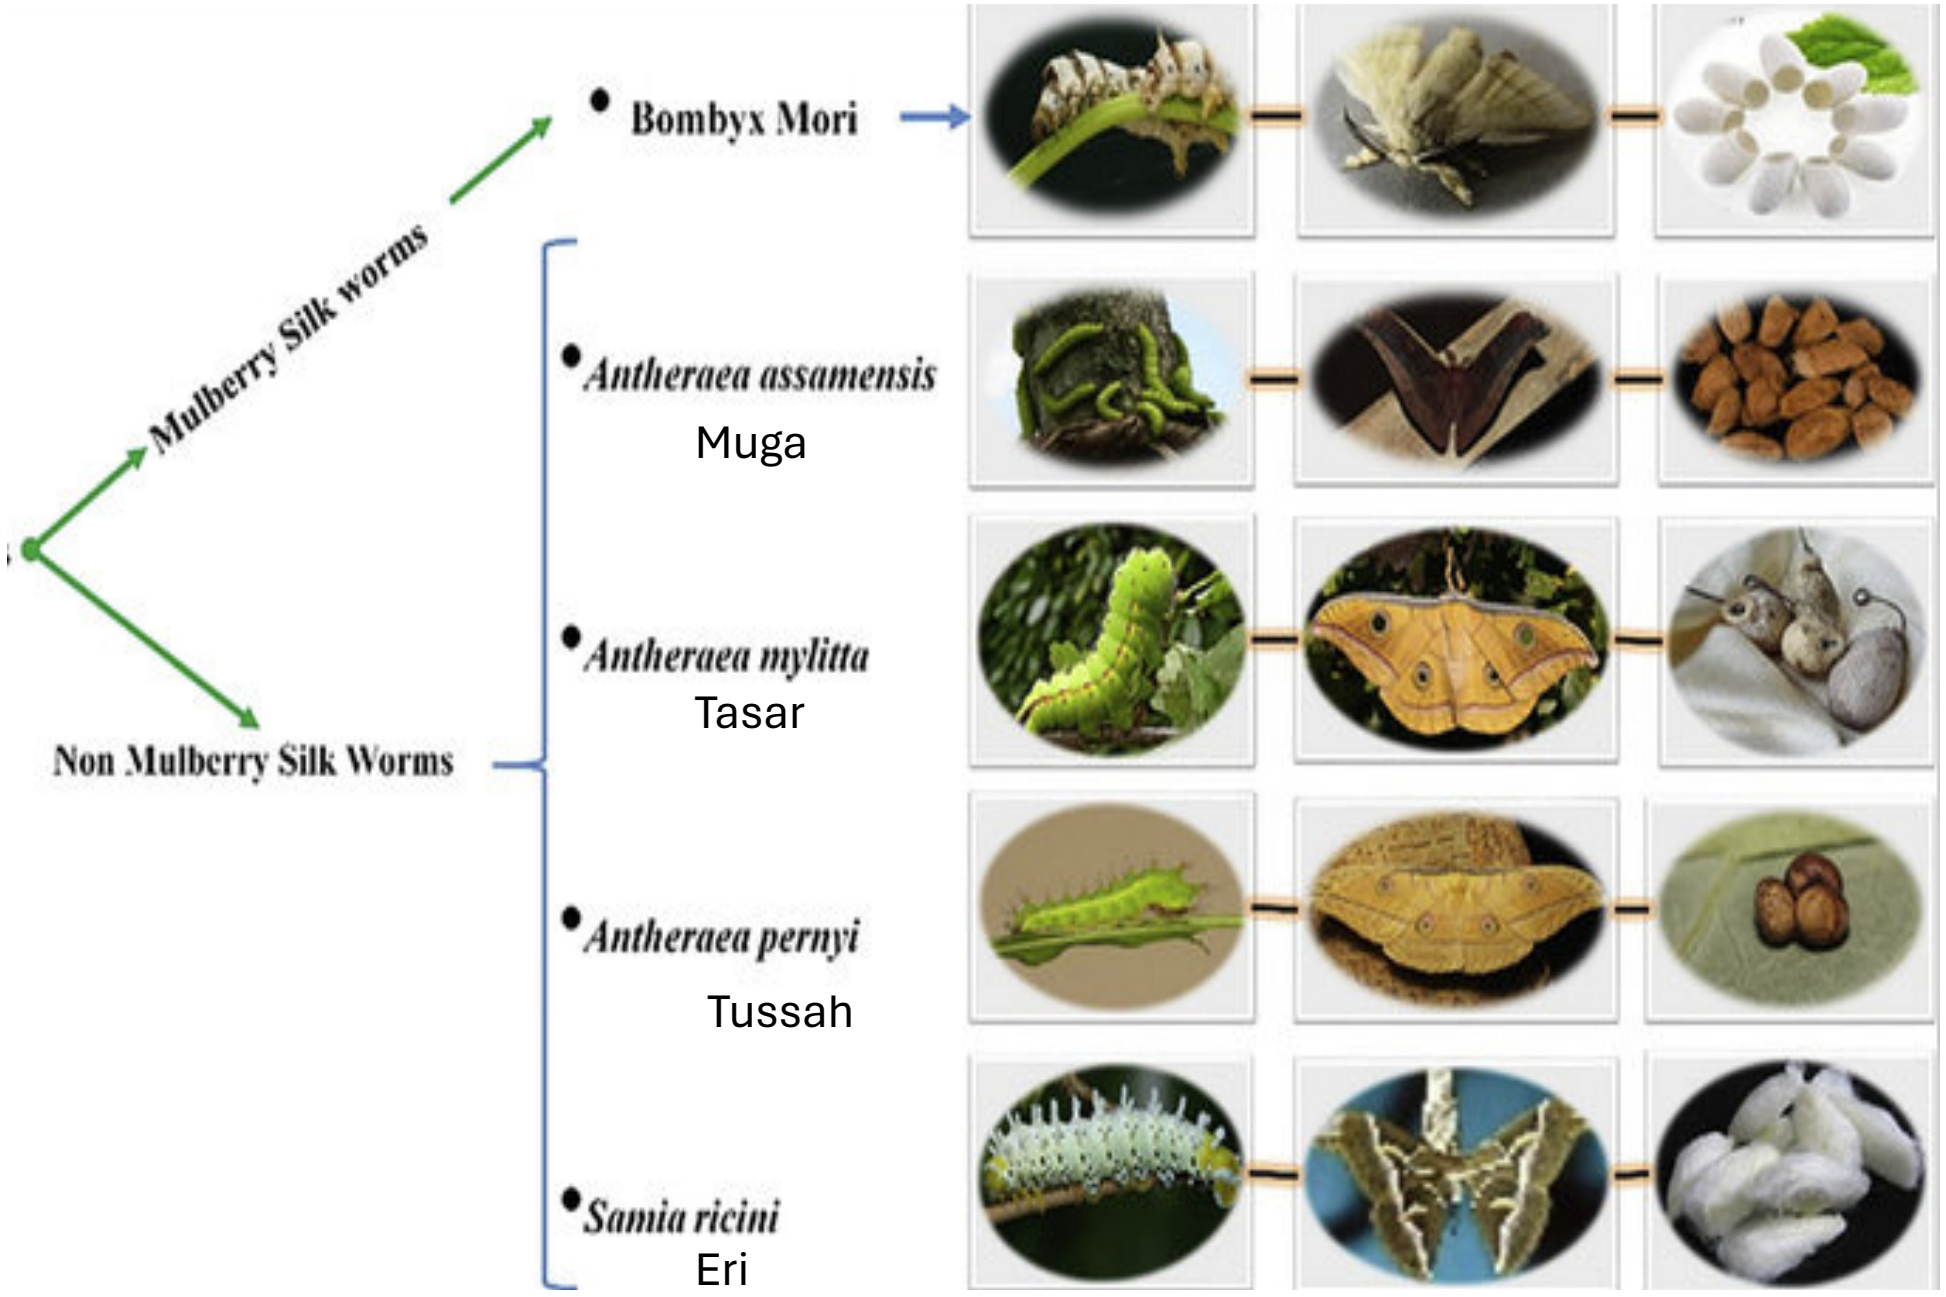 Bombyx Mori
Mulberry Silk worms
Antheraea assamensis
Muga
Antheraea mylitta
Tasar
Non Mulberry Silk Worms
Antheraea pernyi
Tussah
Samia ricini
Eri